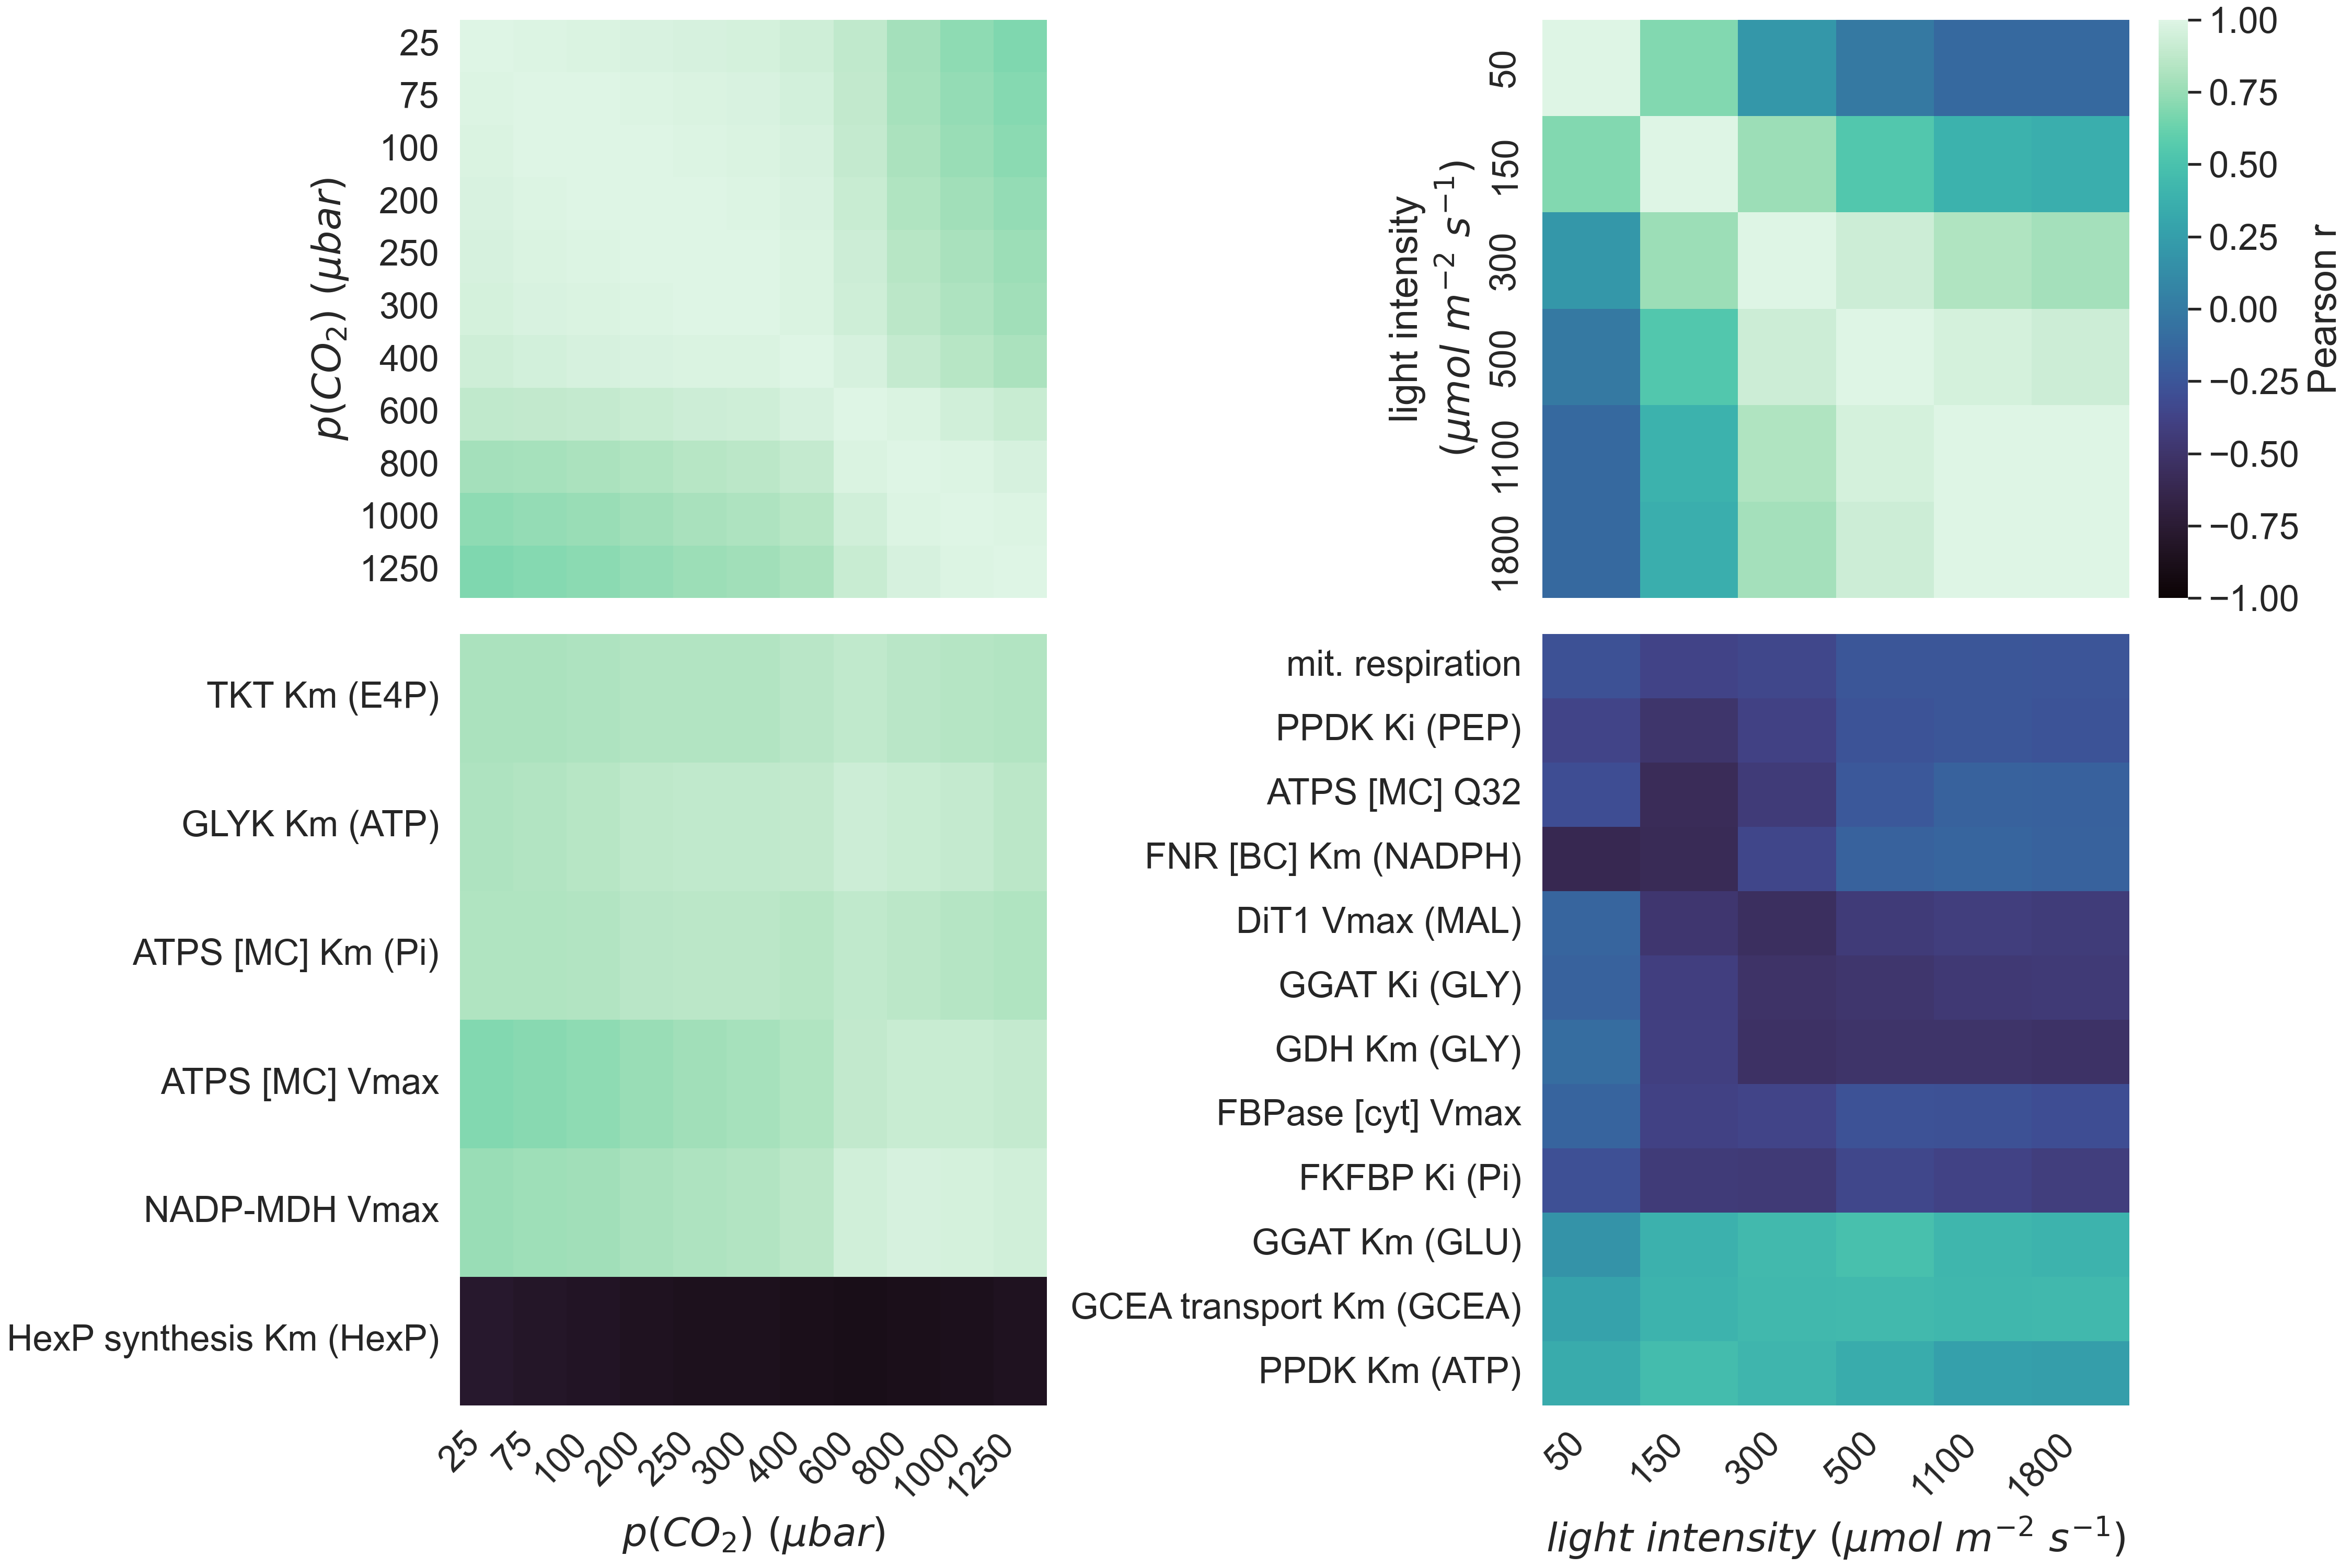 25
75
100
200
250
300
400
600
800
1000
1250
p(CO₂) (μbar)
50
150
300
500
1100
1800
light intensity
(μmol m⁻² s⁻¹)
1.00
0.75
0.50
0.25
0.00
−0.25
−0.50
−0.75
−1.00
Pearson r
TKT Km (E4P)
GLYK Km (ATP)
ATPS [MC] Km (Pi)
ATPS [MC] Vmax
NADP-MDH Vmax
HexP synthesis Km (HexP)
25
75
100
200
250
300
400
600
800
1000
1250
p(CO₂) (μbar)
mit. respiration
PPDK Ki (PEP)
ATPS [MC] Q32
FNR [BC] Km (NADPH)
DiT1 Vmax (MAL)
GGAT Ki (GLY)
GDH Km (GLY)
FBPase [cyt] Vmax
FKFBP Ki (Pi)
GGAT Km (GLU)
GCEA transport Km (GCEA)
PPDK Km (ATP)
50
150
300
500
1100
1800
light intensity (μmol m⁻² s⁻¹)